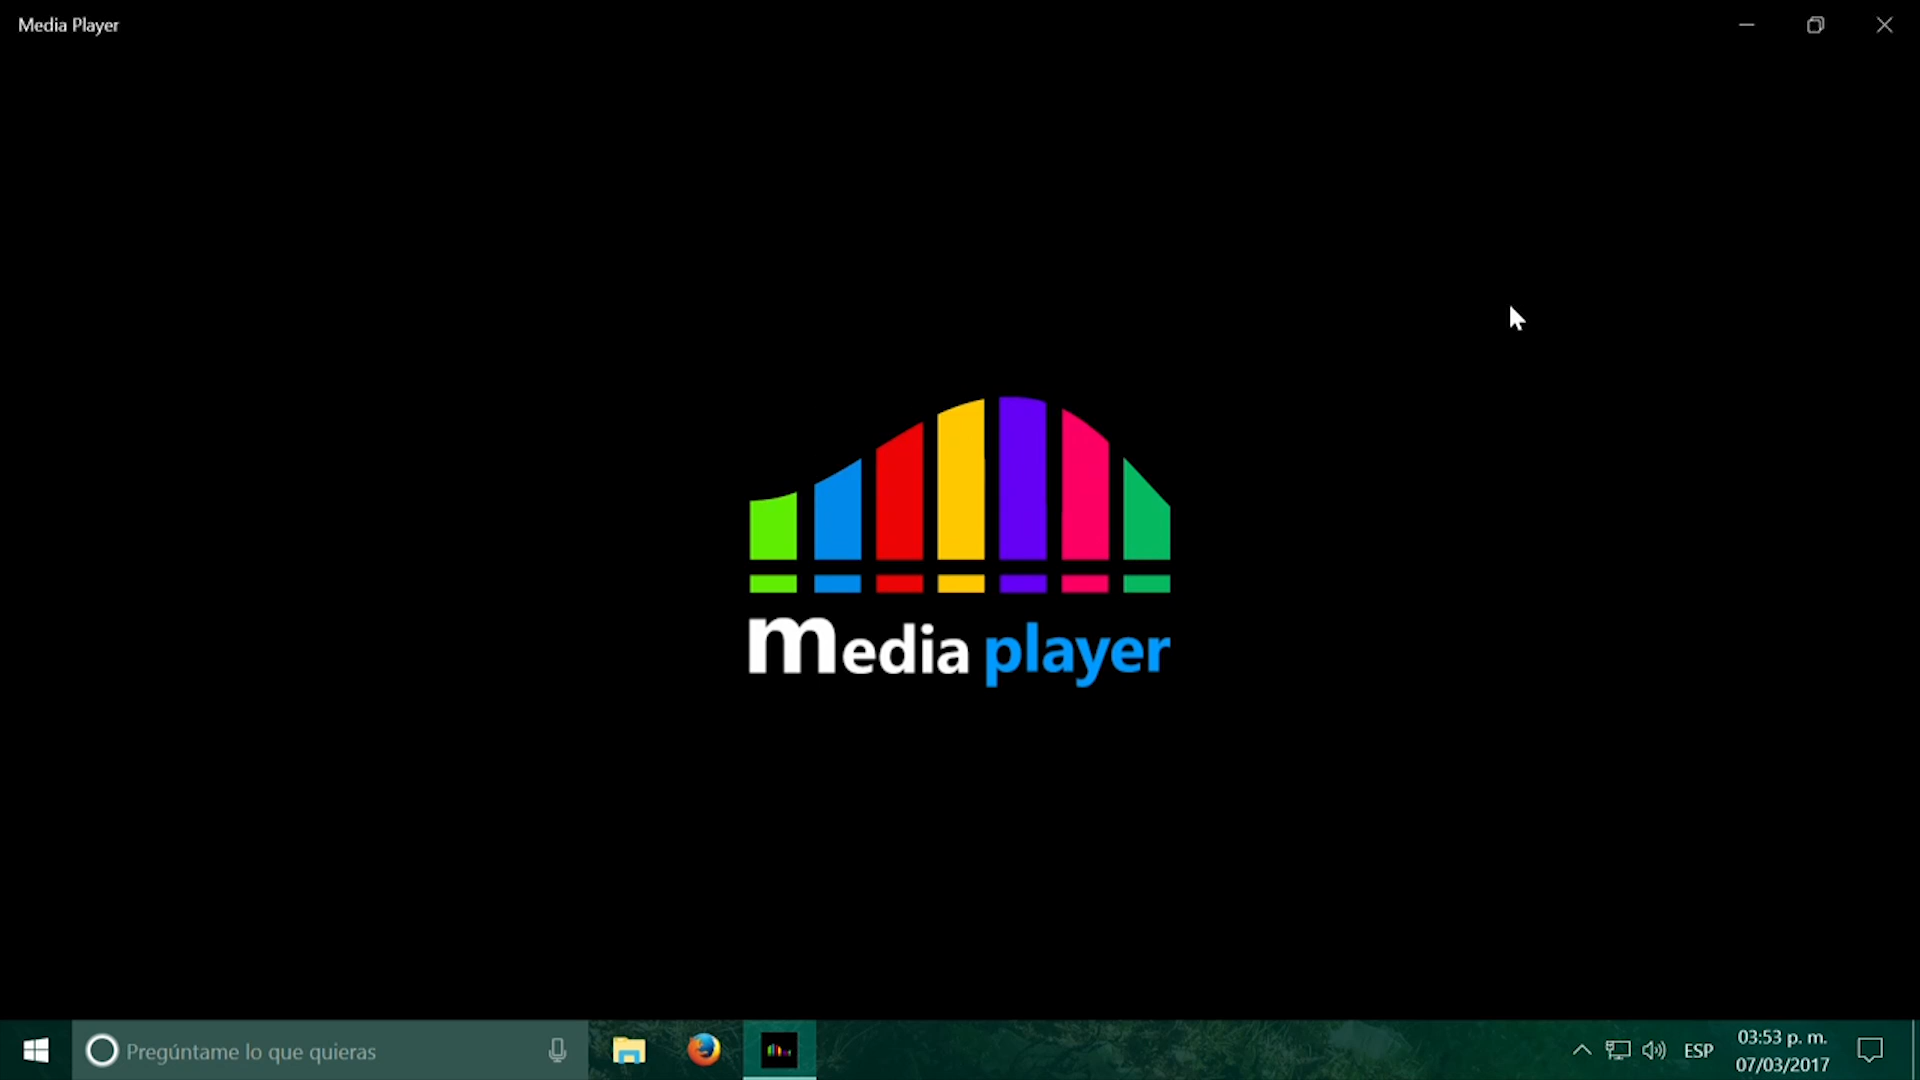 Media Player
media player
Pregúntame lo que quieras
ESP
03:53 p. m.
07/03/2017